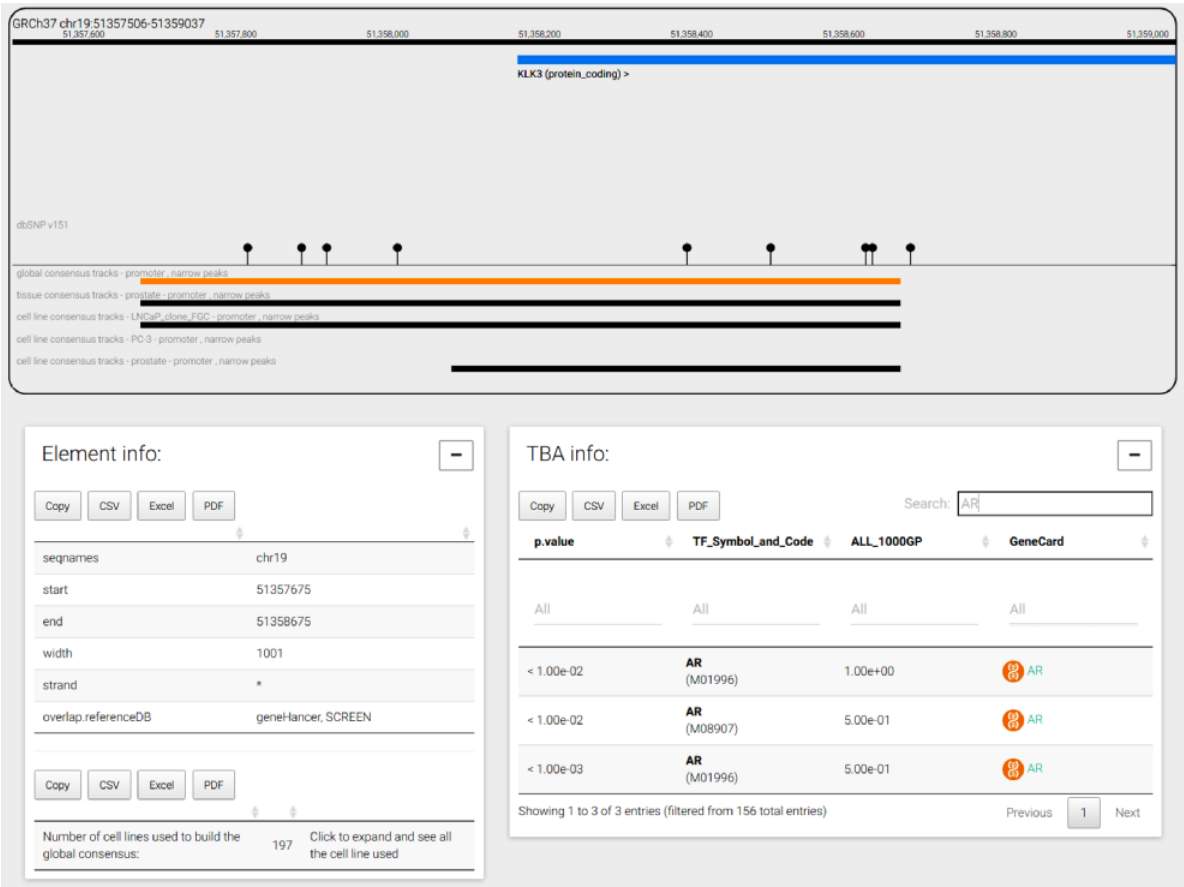 GRCh37 chr19:51357506-51359037
51,357,600 51,357,800 51,358,000 51,358,200 51,358,400 51,358,600 51,358,800 51,359,000
KLK3 (protein_coding) >
dbSNP v151
global consensus tracks - promoter , narrow peaks
tissue consensus tracks - prostate - promoter , narrow peaks
cell line consensus tracks - LNCaP_clone_FGC - promoter , narrow peaks
cell line consensus tracks - PC-3 - promoter , narrow peaks
cell line consensus tracks - prostate - promoter , narrow peaks
Element info:
Copy CSV Excel PDF
seqnames chr19
start 51357675
end 51358675
width 1001
strand *
overlap.referenceDB geneHancer, SCREEN
Copy CSV Excel PDF
Number of cell lines used to build the global consensus: 197 Click to expand and see all the cell line used
TBA info:
Copy CSV Excel PDF Search: AR
p.value TF_Symbol_and_Code ALL_1000GP GeneCard
All All All All
< 1.00e-02 AR (M01996) 1.00e+00 AR
< 1.00e-02 AR (M08907) 5.00e-01 AR
< 1.00e-03 AR (M01996) 5.00e-01 AR
Showing 1 to 3 of 3 entries (filtered from 156 total entries) Previous 1 Next